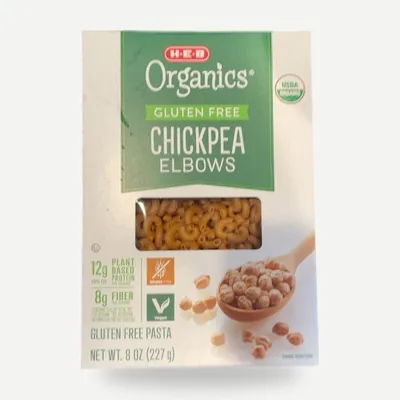 H-E-B
Organics®
USDA
ORGANIC
GLUTEN FREE
CHICKPEA
ELBOWS
12g
PLANT
BASED
PROTEIN
8g
FIBER
Vegan
GLUTEN FREE PASTA
NET WT. 8 OZ (227 g)